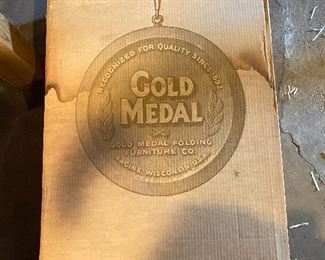 RECOGNIZED FOR QUALITY SINCE 1892
GOLD
MEDAL
GOLD MEDAL FOLDING
FURNITURE CO.
RACINE, WISCONSIN U.S.A.